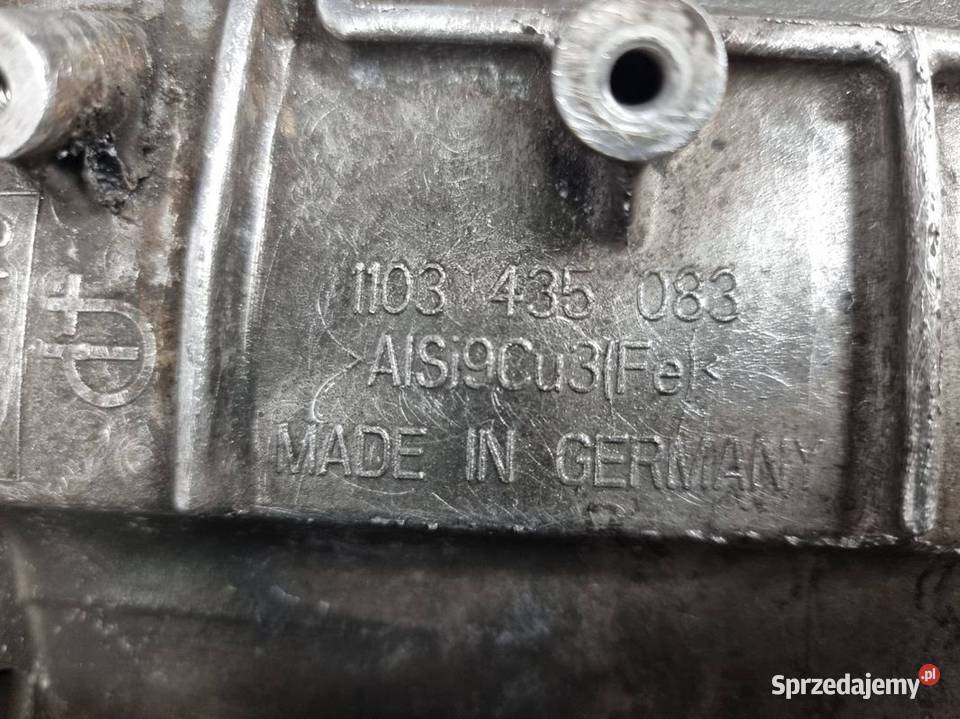 1103 435 083
>AlSi9Cu3(Fe)<
MADE IN GERMANY
Sprzedajemy.pl